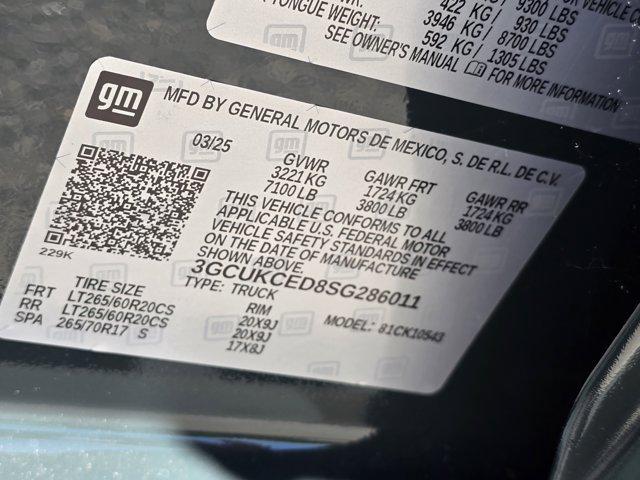 422 KG / 930 LBS
9300 LBS
3946 KG / 8700 LBS
TONGUE WEIGHT: 592 KG / 1305 LBS
SEE OWNER'S MANUAL FOR MORE INFORMATION
gm
MFD BY GENERAL MOTORS DE MEXICO, S. DE R.L. DE C.V.
03/25
GVWR GAWR FRT GAWR RR
3221 KG 1724 KG 1724 KG
7100 LB 3800 LB 3800 LB
THIS VEHICLE CONFORMS TO ALL
APPLICABLE U.S. FEDERAL MOTOR
VEHICLE SAFETY STANDARDS IN EFFECT
ON THE DATE OF MANUFACTURE
SHOWN ABOVE.
229K
3GCUKCED8SG286011
TYPE: TRUCK
MODEL: 81CK10543
TIRE SIZE RIM
FRT LT265/60R20CS 20X9J
RR LT265/60R20CS 20X9J
SPA 265/70R17 S 17X8J